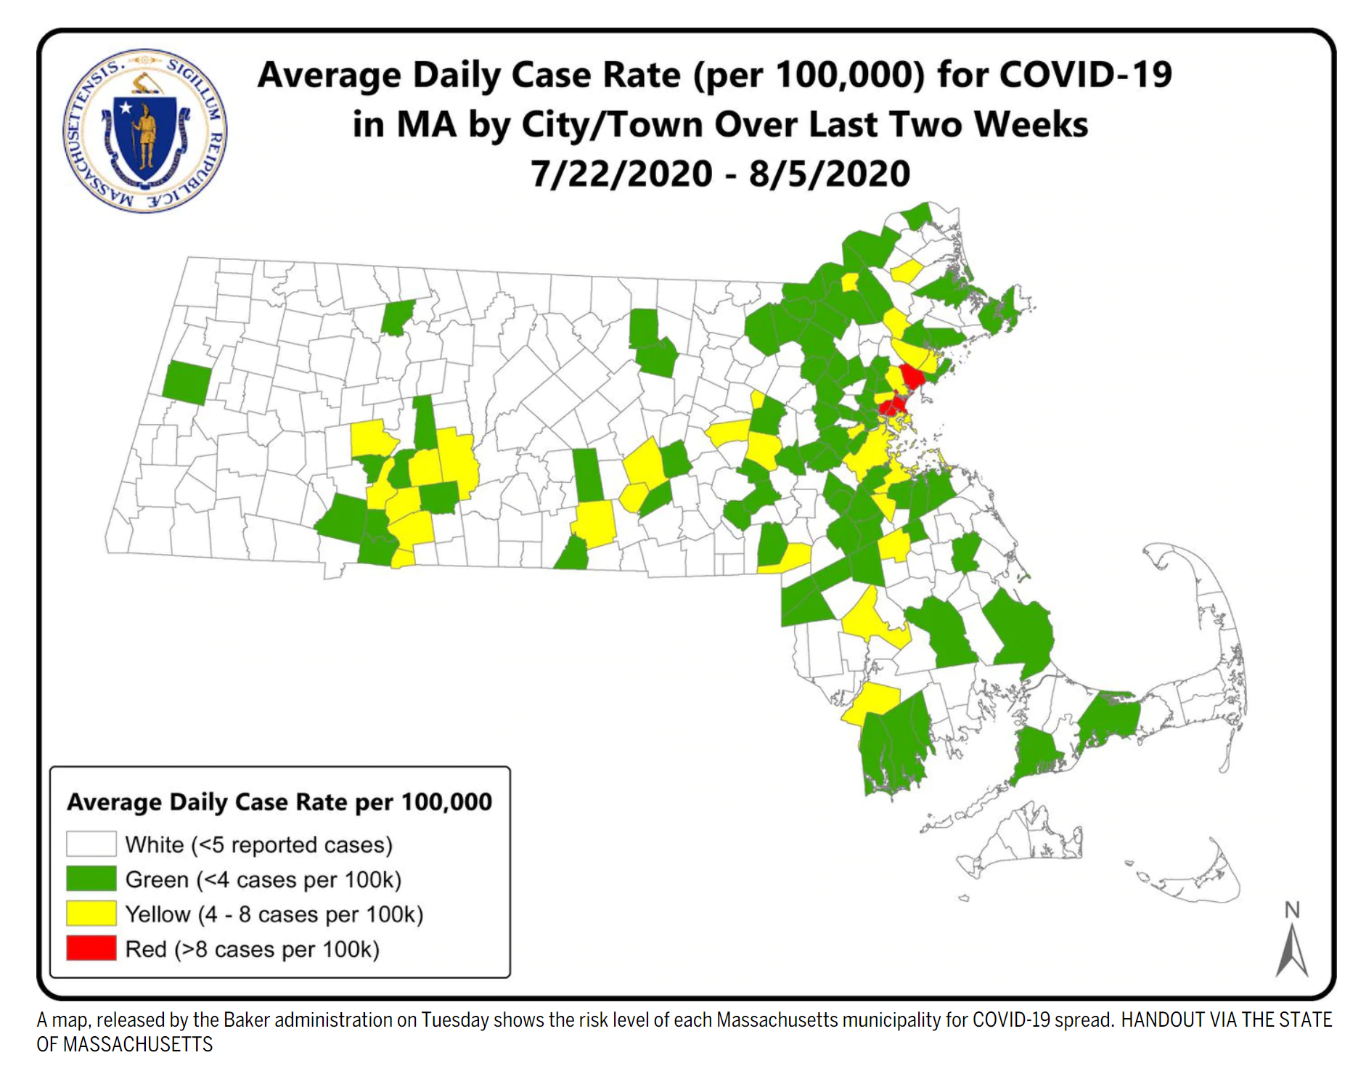 SIGILLUM REIPUBLICÆ MASSACHUSETTENSIS.
Average Daily Case Rate (per 100,000) for COVID-19
in MA by City/Town Over Last Two Weeks
7/22/2020 - 8/5/2020
Average Daily Case Rate per 100,000
White (<5 reported cases)
Green (<4 cases per 100k)
Yellow (4 - 8 cases per 100k)
Red (>8 cases per 100k)
N
A map, released by the Baker administration on Tuesday shows the risk level of each Massachusetts municipality for COVID-19 spread. HANDOUT VIA THE STATE
OF MASSACHUSETTS